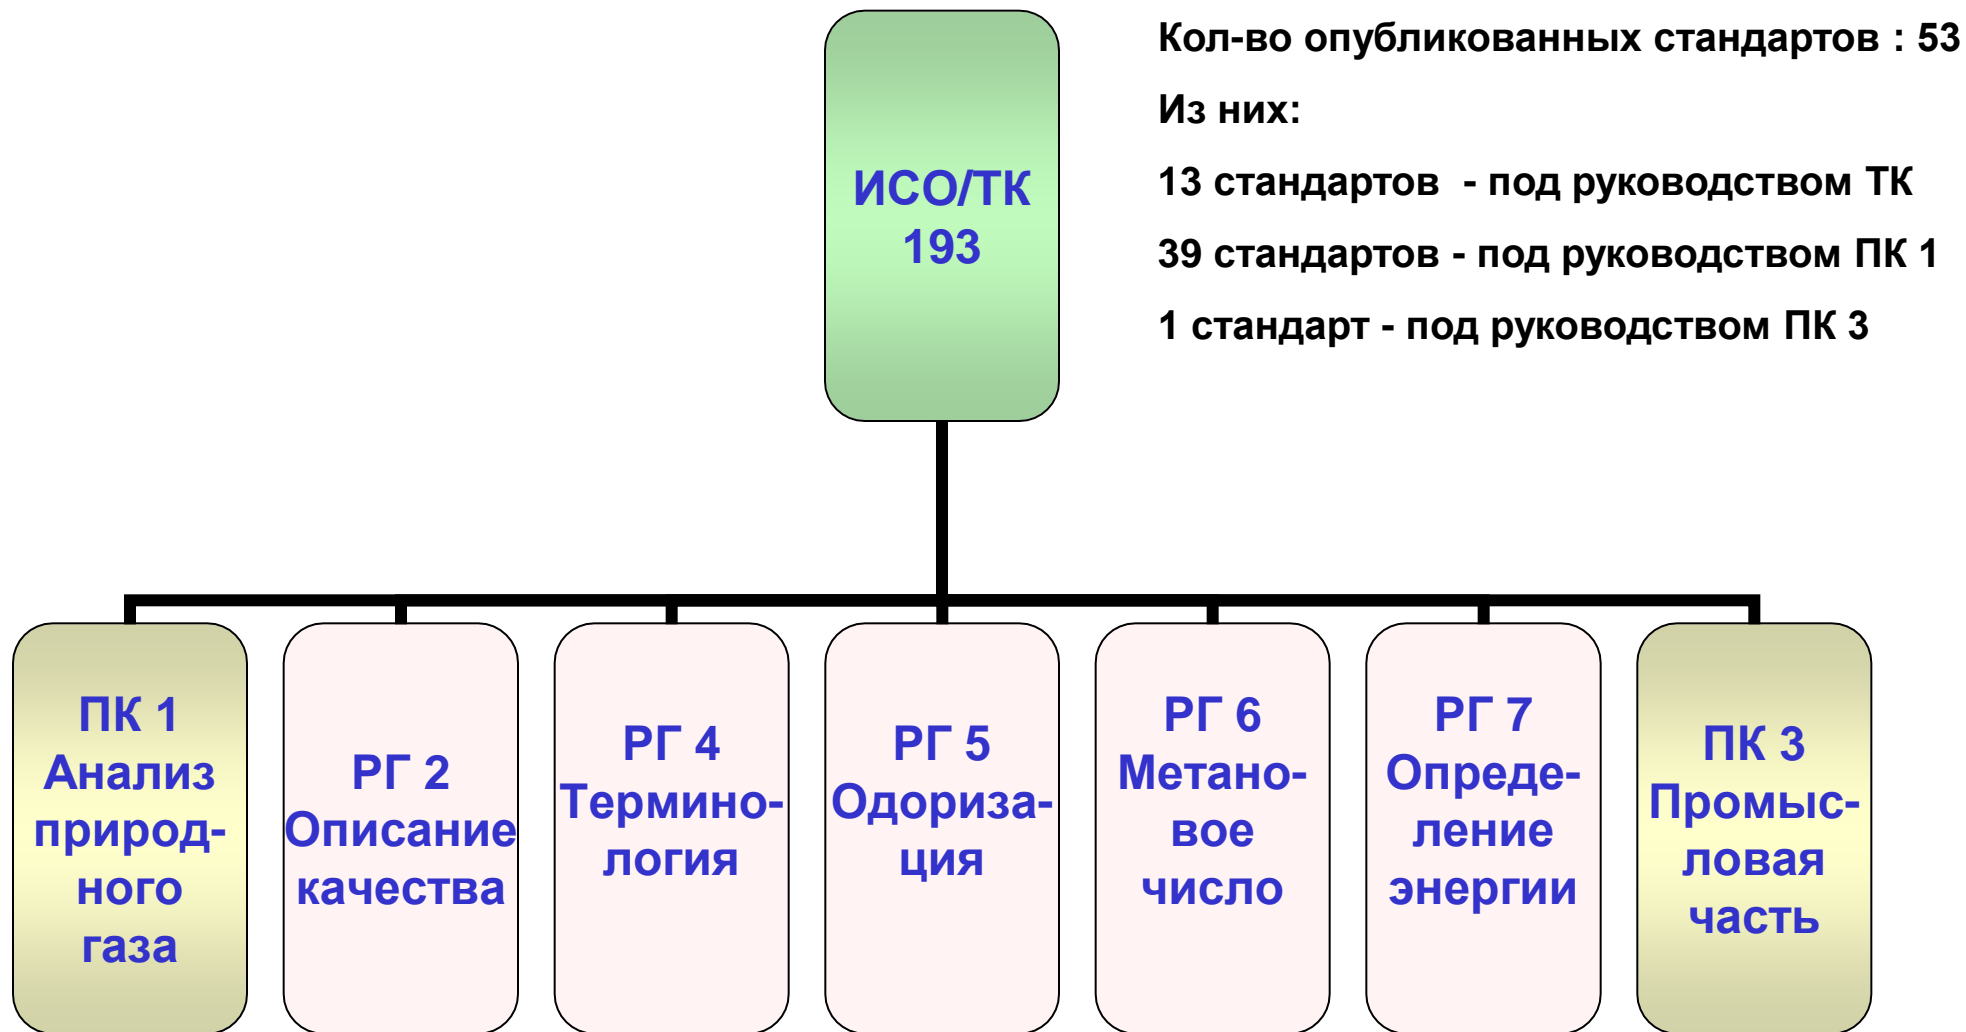 ИСО/ТК
193
Кол-во опубликованных стандартов : 53
Из них:
13 стандартов  - под руководством ТК
39 стандартов - под руководством ПК 1
1 стандарт - под руководством ПК 3
ПК 1
Анализ
природ-
ного
газа
РГ 2
Описание
качества
РГ 4
Термино-
логия
РГ 5
Одориза-
ция
РГ 6
Метано-
вое
число
РГ 7
Опреде-
ление
энергии
ПК 3
Промыс-
ловая
часть